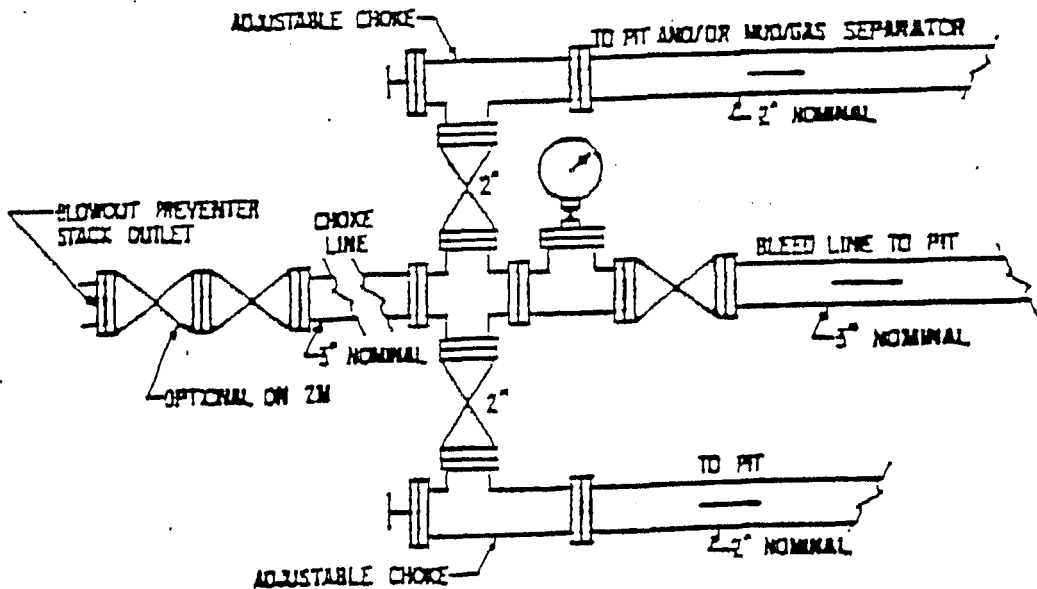 ADJUSTABLE CHOKE
TO PIT AND/OR MUD/GAS SEPARATOR
2" NOMINAL
2"
BLOWOUT PREVENTER
STACK OUTLET
CHOKE
LINE
BLEED LINE TO PIT
3" NOMINAL
3" NOMINAL
OPTIONAL ON 2M
2"
TO PIT
2" NOMINAL
ADJUSTABLE CHOKE